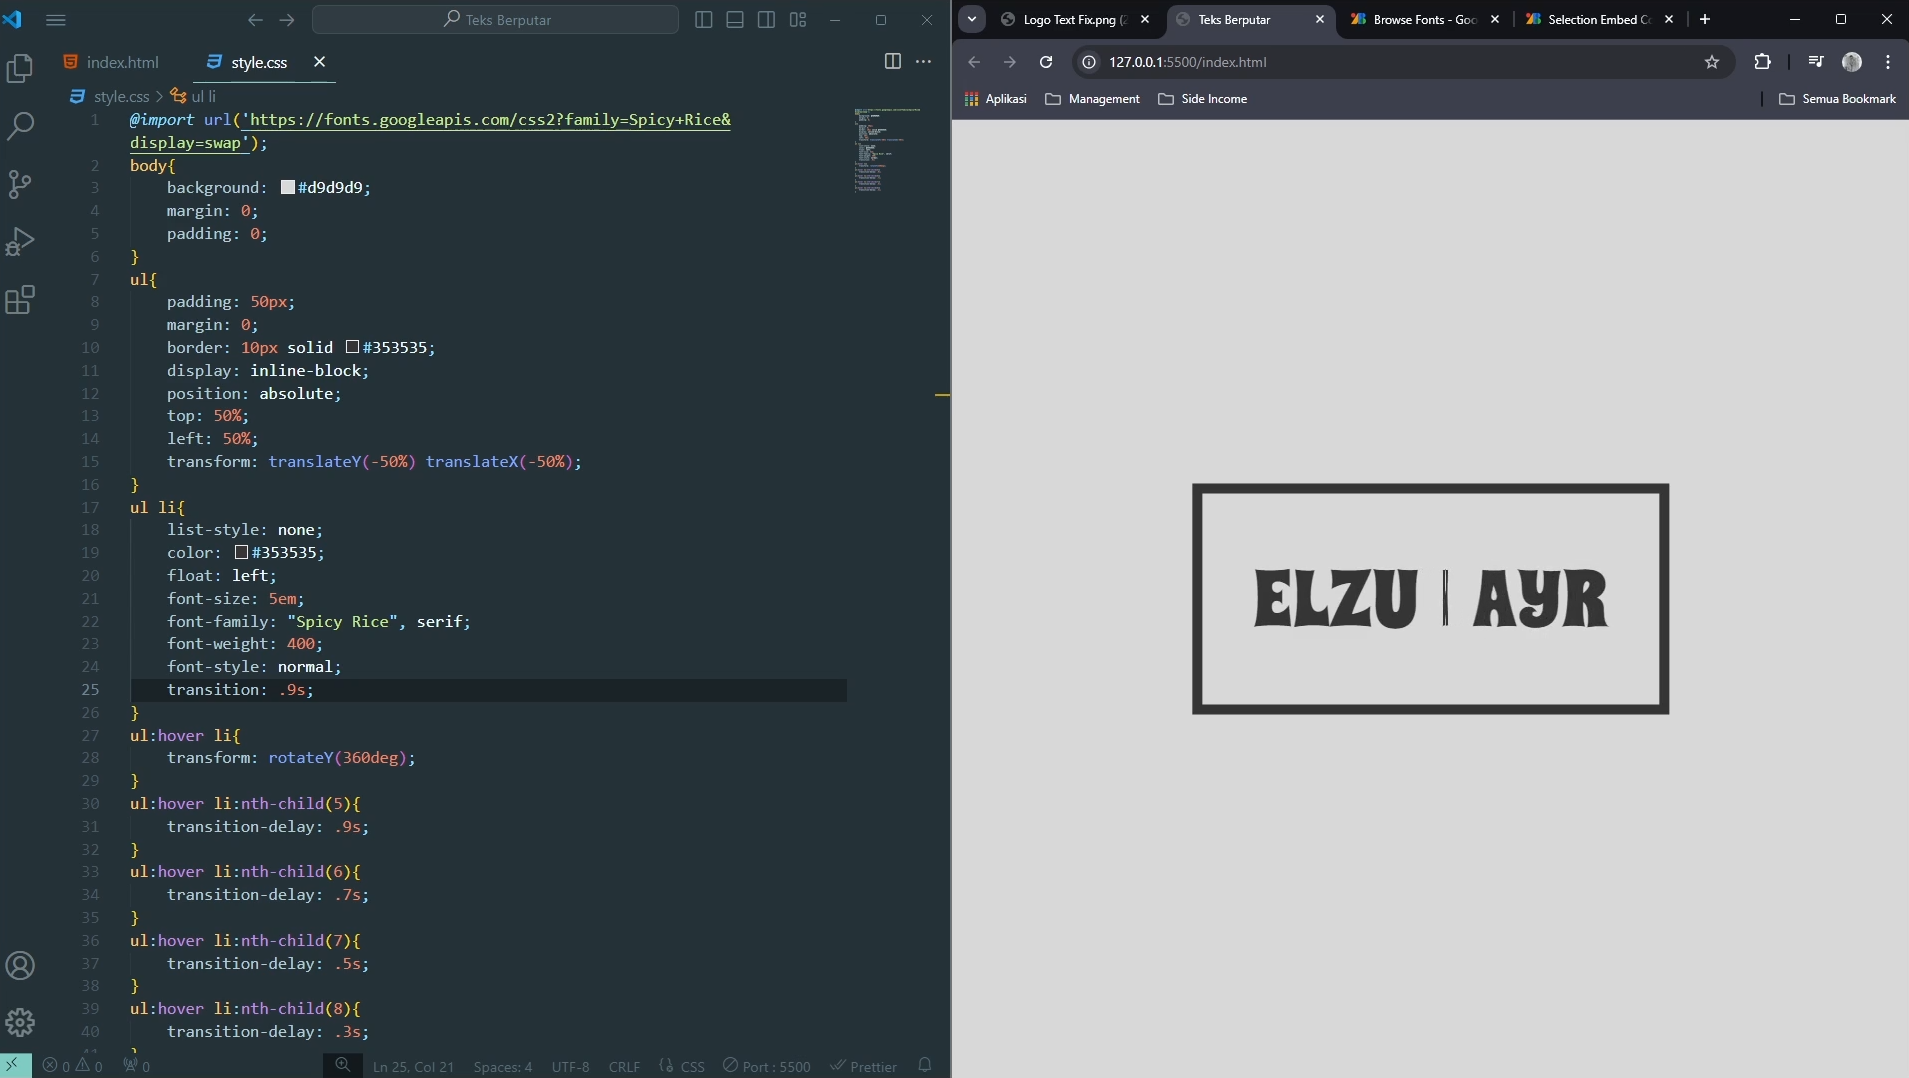 Teks Berputar
index.html
style.css
style.css > ul li
1 @import url('https://fonts.googleapis.com/css2?family=Spicy+Rice&
display=swap');
2 body{
3 background: #d9d9d9;
4 margin: 0;
5 padding: 0;
6 }
7 ul{
8 padding: 50px;
9 margin: 0;
10 border: 10px solid #353535;
11 display: inline-block;
12 position: absolute;
13 top: 50%;
14 left: 50%;
15 transform: translateY(-50%) translateX(-50%);
16 }
17 ul li{
18 list-style: none;
19 color: #353535;
20 float: left;
21 font-size: 5em;
22 font-family: "Spicy Rice", serif;
23 font-weight: 400;
24 font-style: normal;
25 transition: .9s;
26 }
27 ul:hover li{
28 transform: rotateY(360deg);
29 }
30 ul:hover li:nth-child(5){
31 transition-delay: .9s;
32 }
33 ul:hover li:nth-child(6){
34 transition-delay: .7s;
35 }
36 ul:hover li:nth-child(7){
37 transition-delay: .5s;
38 }
39 ul:hover li:nth-child(8){
40 transition-delay: .3s;
41 }
0 0 0 Ln 25, Col 21 Spaces: 4 UTF-8 CRLF CSS Port : 5500 Prettier
Logo Text Fix.png (2
Teks Berputar
Browse Fonts - Goo
Selection Embed Co
127.0.0.1:5500/index.html
Aplikasi Management Side Income Semua Bookmark
ELZU | AYR